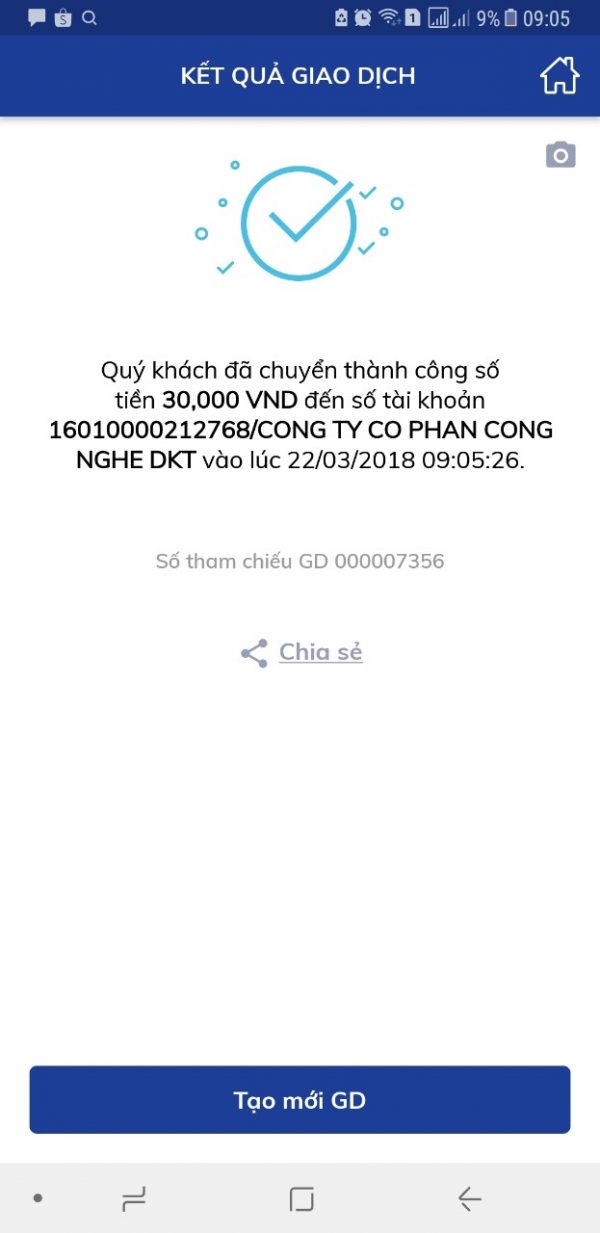 9% 09:05
KẾT QUẢ GIAO DỊCH
Quý khách đã chuyển thành công số
tiền 30,000 VND đến số tài khoản
16010000212768/CONG TY CO PHAN CONG
NGHE DKT vào lúc 22/03/2018 09:05:26.
Số tham chiếu GD 000007356
Chia sẻ
Tạo mới GD